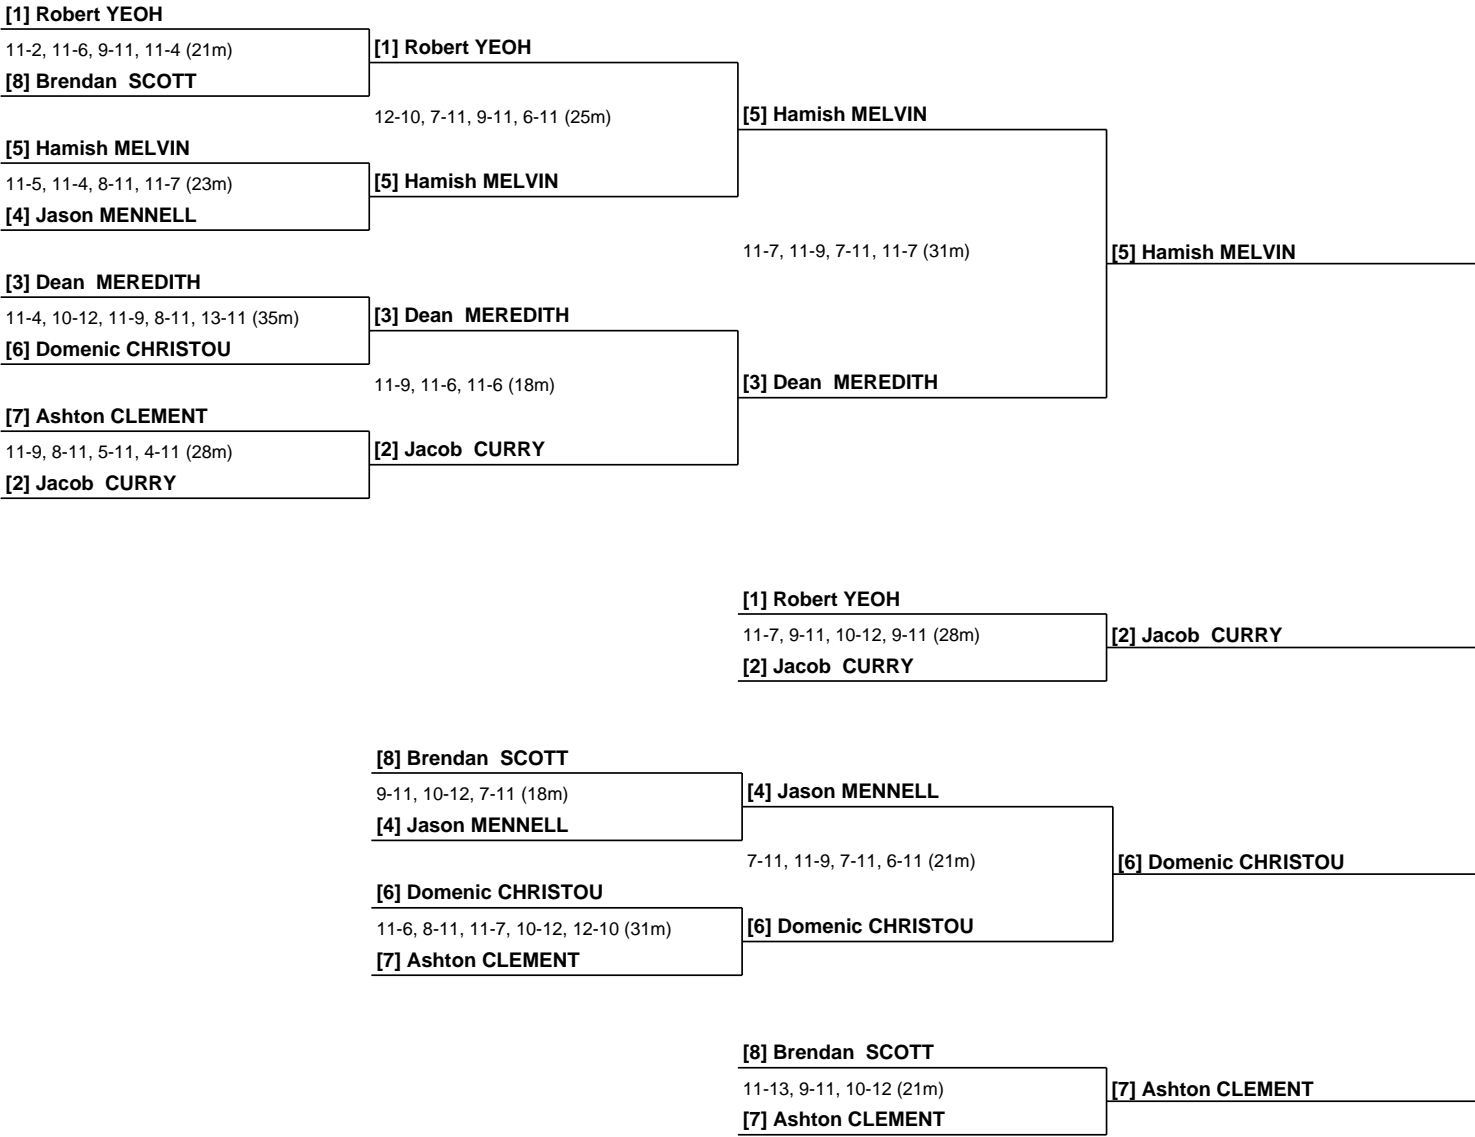 [1] Robert YEOH
11-2, 11-6, 9-11, 11-4 (21m)
[1] Robert YEOH
[8] Brendan  SCOTT
12-10, 7-11, 9-11, 6-11 (25m)
[5] Hamish MELVIN
[5] Hamish MELVIN
11-5, 11-4, 8-11, 11-7 (23m)
[5] Hamish MELVIN
[4] Jason MENNELL
11-7, 11-9, 7-11, 11-7 (31m)
[5] Hamish MELVIN
[3] Dean  MEREDITH
11-4, 10-12, 11-9, 8-11, 13-11 (35m)
[3] Dean  MEREDITH
[6] Domenic CHRISTOU
11-9, 11-6, 11-6 (18m)
[3] Dean  MEREDITH
[7] Ashton CLEMENT
11-9, 8-11, 5-11, 4-11 (28m)
[2] Jacob  CURRY
[2] Jacob  CURRY
[1] Robert YEOH
11-7, 9-11, 10-12, 9-11 (28m)
[2] Jacob  CURRY
[2] Jacob  CURRY
[8] Brendan  SCOTT
9-11, 10-12, 7-11 (18m)
[4] Jason MENNELL
[4] Jason MENNELL
7-11, 11-9, 7-11, 6-11 (21m)
[6] Domenic CHRISTOU
[6] Domenic CHRISTOU
11-6, 8-11, 11-7, 10-12, 12-10 (31m)
[6] Domenic CHRISTOU
[7] Ashton CLEMENT
[8] Brendan  SCOTT
11-13, 9-11, 10-12 (21m)
[7] Ashton CLEMENT
[7] Ashton CLEMENT